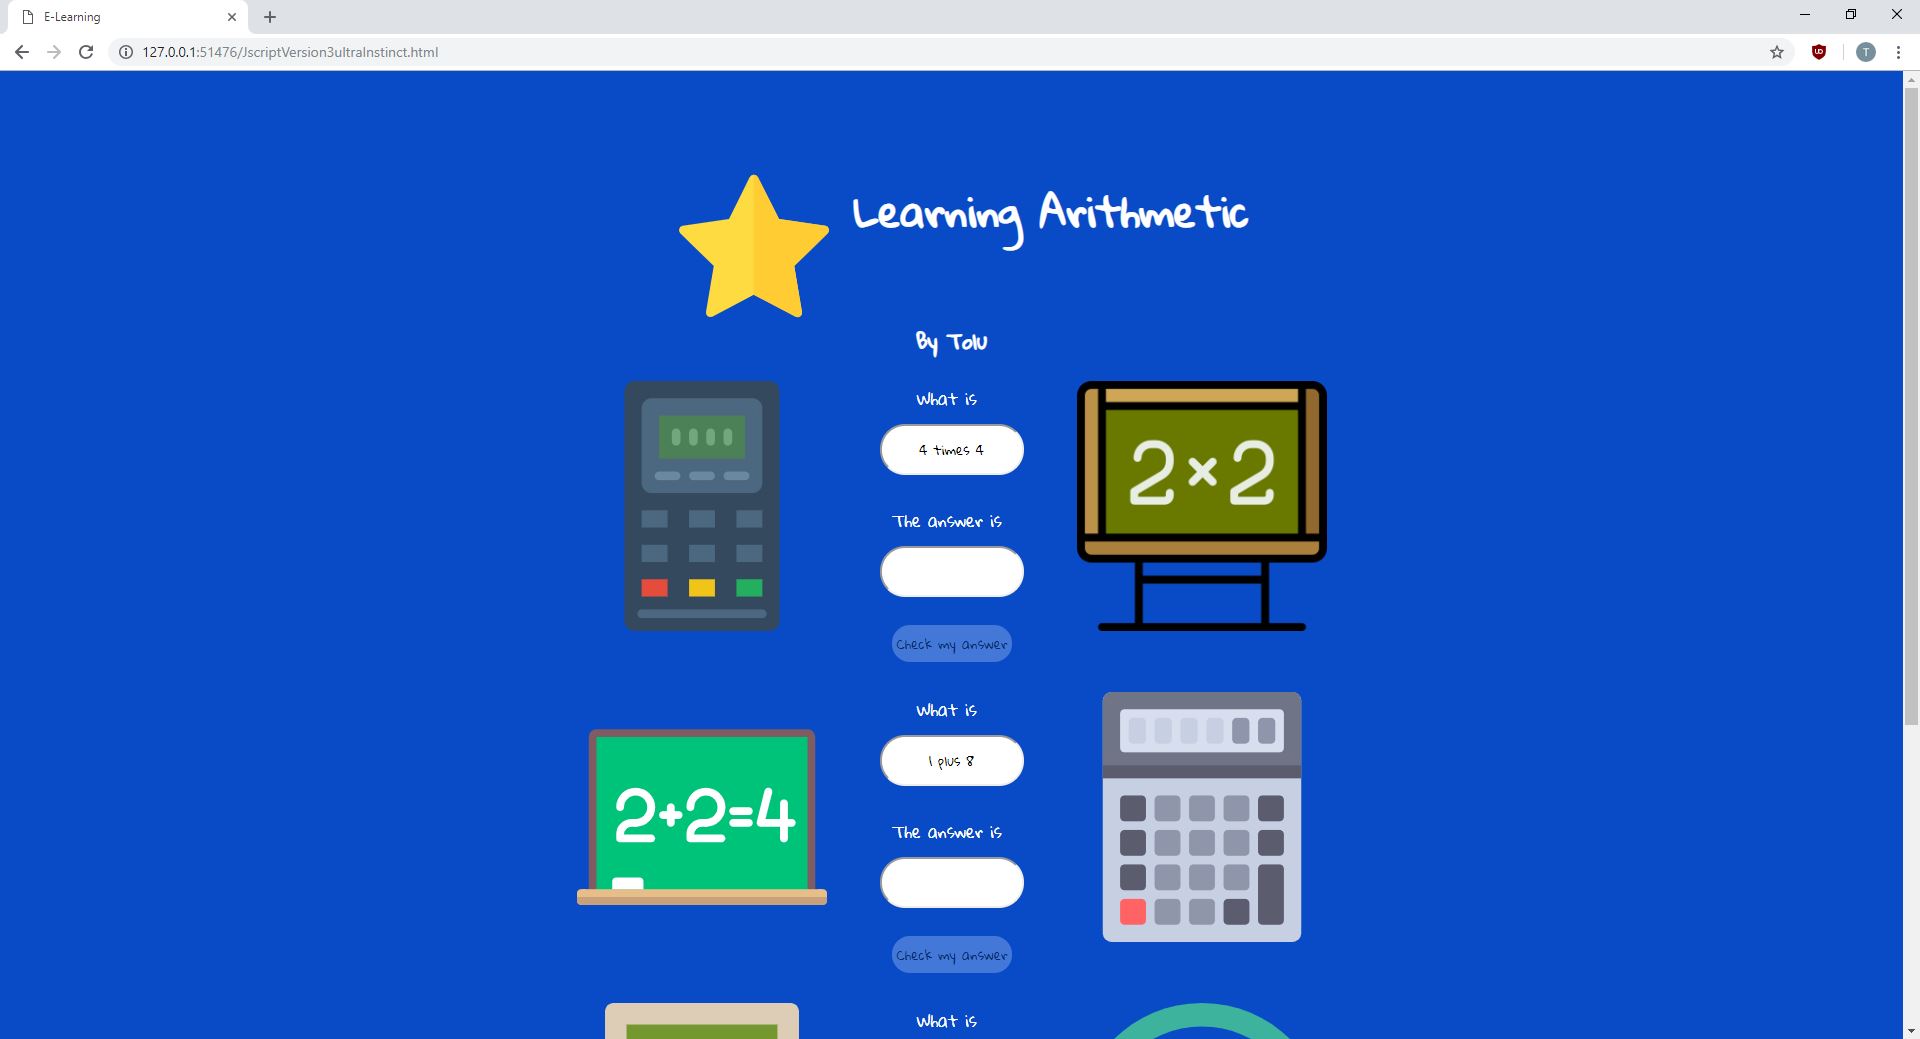 E-Learning
127.0.0.1:51476/JscriptVersion3ultraInstinct.html
T
Learning Arithmetic
By Tolu
What is
4 times 4
2×2
The answer is
Check my answer
What is
1 plus 8
2+2=4
The answer is
Check my answer
What is